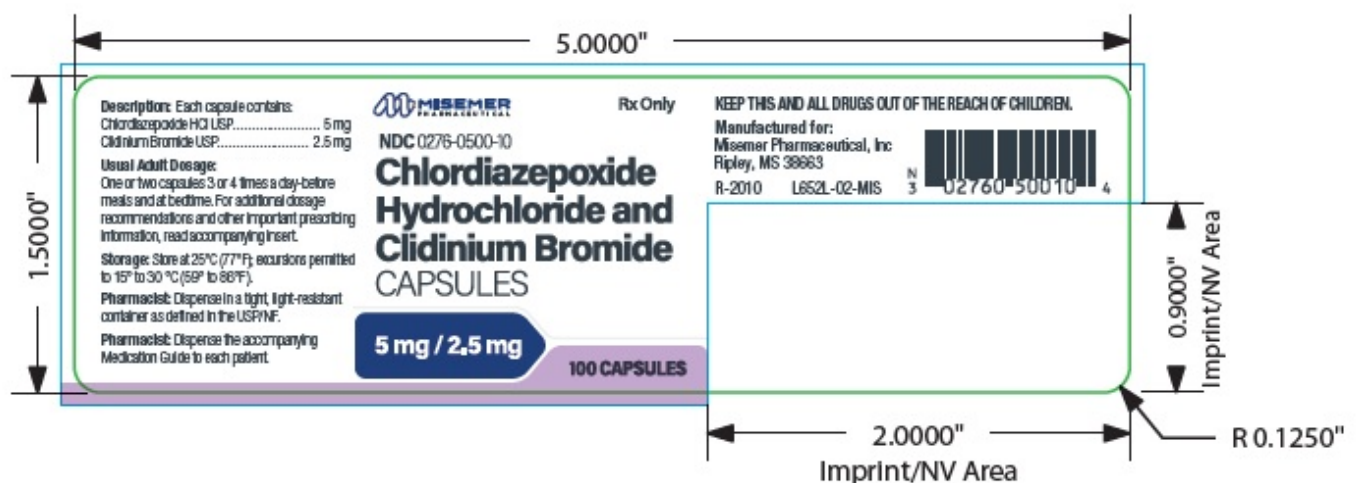 5.0000"
1.5000"
Description: Each capsule contains:
Chlordiazepoxide HCl USP............................ 5 mg
Clidinium Bromide USP............................. 2.5 mg
Usual Adult Dosage:
One or two capsules 3 or 4 times a day-before
meals and at bedtime. For additional dosage
recommendations and other important prescribing
information, read accompanying insert.
Storage: Store at 25°C (77°F); excursions permitted
to 15° to 30 °C (59° to 86°F).
Pharmacist: Dispense in a tight, light-resistant
container as defined in the USP/NF.
Pharmacist: Dispense the accompanying
Medication Guide to each patient.
MISEMER
PHARMACEUTICAL
Rx Only
NDC 0276-0500-10
Chlordiazepoxide
Hydrochloride and
Clidinium Bromide
CAPSULES
5 mg / 2.5 mg
100 CAPSULES
KEEP THIS AND ALL DRUGS OUT OF THE REACH OF CHILDREN.
Manufactured for:
Misemer Pharmaceutical, Inc
Ripley, MS 38663
R-2010 L652L-02-MIS
N
3 02760 50010 4
0.9000"
Imprint/NV Area
2.0000"
Imprint/NV Area
R 0.1250"